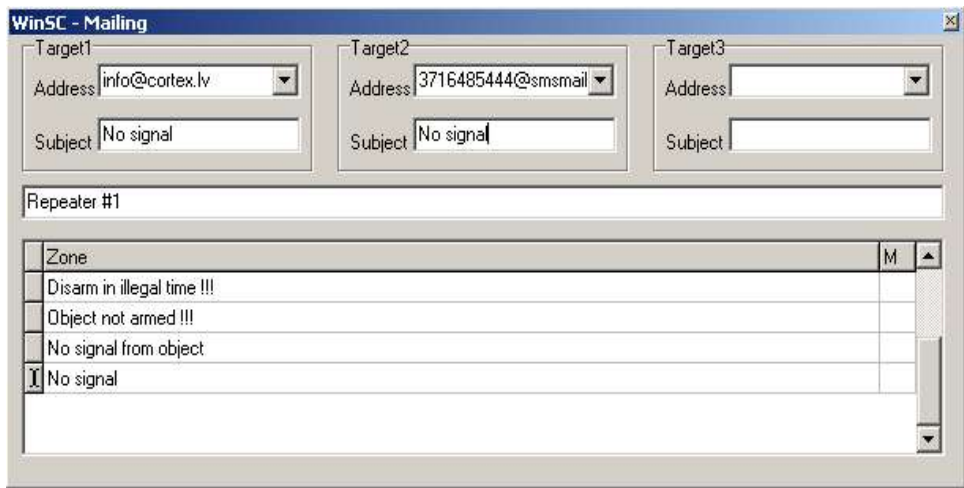 WinSC - Mailing
Target1
Address info@cortex.lv
Subject No signal
Target2
Address 3716485444@smsmail
Subject No signal
Target3
Address
Subject
Repeater #1
Zone M
Disarm in illegal time !!!
Object not armed !!!
No signal from object
No signal